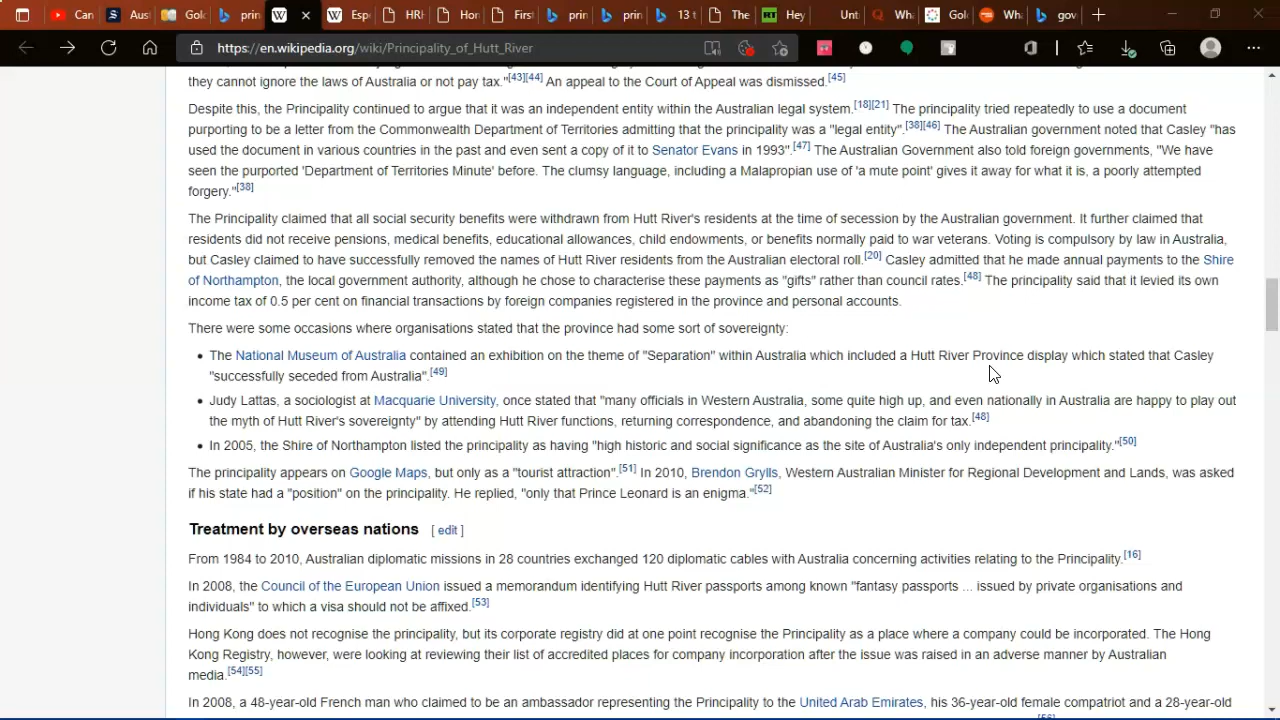 Can
Aus
Gol
prin
W
W Esp
HRI
Hor
First
prin
prin
13 t
The
RT Hey
Unt
Wha
Gol
Wha
gov
https://en.wikipedia.org/wiki/Principality_of_Hutt_River
they cannot ignore the laws of Australia or not pay tax."[43][44] An appeal to the Court of Appeal was dismissed.[45]
Despite this, the Principality continued to argue that it was an independent entity within the Australian legal system.[18][21] The principality tried repeatedly to use a document
purporting to be a letter from the Commonwealth Department of Territories admitting that the principality was a "legal entity".[38][46] The Australian government noted that Casley "has
used the document in various countries in the past and even sent a copy of it to Senator Evans in 1993".[47] The Australian Government also told foreign governments, "We have
seen the purported 'Department of Territories Minute' before. The clumsy language, including a Malapropian use of 'a mute point' gives it away for what it is, a poorly attempted
forgery."[38]
The Principality claimed that all social security benefits were withdrawn from Hutt River's residents at the time of secession by the Australian government. It further claimed that
residents did not receive pensions, medical benefits, educational allowances, child endowments, or benefits normally paid to war veterans. Voting is compulsory by law in Australia,
but Casley claimed to have successfully removed the names of Hutt River residents from the Australian electoral roll.[20] Casley admitted that he made annual payments to the Shire
of Northampton, the local government authority, although he chose to characterise these payments as "gifts" rather than council rates.[48] The principality said that it levied its own
income tax of 0.5 per cent on financial transactions by foreign companies registered in the province and personal accounts.
There were some occasions where organisations stated that the province had some sort of sovereignty:
• The National Museum of Australia contained an exhibition on the theme of "Separation" within Australia which included a Hutt River Province display which stated that Casley
"successfully seceded from Australia".[49]
• Judy Lattas, a sociologist at Macquarie University, once stated that "many officials in Western Australia, some quite high up, and even nationally in Australia are happy to play out
the myth of Hutt River's sovereignty" by attending Hutt River functions, returning correspondence, and abandoning the claim for tax.[48]
• In 2005, the Shire of Northampton listed the principality as having "high historic and social significance as the site of Australia's only independent principality."[50]
The principality appears on Google Maps, but only as a "tourist attraction".[51] In 2010, Brendon Grylls, Western Australian Minister for Regional Development and Lands, was asked
if his state had a "position" on the principality. He replied, "only that Prince Leonard is an enigma."[52]
Treatment by overseas nations [ edit ]
From 1984 to 2010, Australian diplomatic missions in 28 countries exchanged 120 diplomatic cables with Australia concerning activities relating to the Principality.[16]
In 2008, the Council of the European Union issued a memorandum identifying Hutt River passports among known "fantasy passports ... issued by private organisations and
individuals" to which a visa should not be affixed.[53]
Hong Kong does not recognise the principality, but its corporate registry did at one point recognise the Principality as a place where a company could be incorporated. The Hong
Kong Registry, however, were looking at reviewing their list of accredited places for company incorporation after the issue was raised in an adverse manner by Australian
media.[54][55]
In 2008, a 48-year-old French man who claimed to be an ambassador representing the Principality to the United Arab Emirates, his 36-year-old female compatriot and a 28-year-old